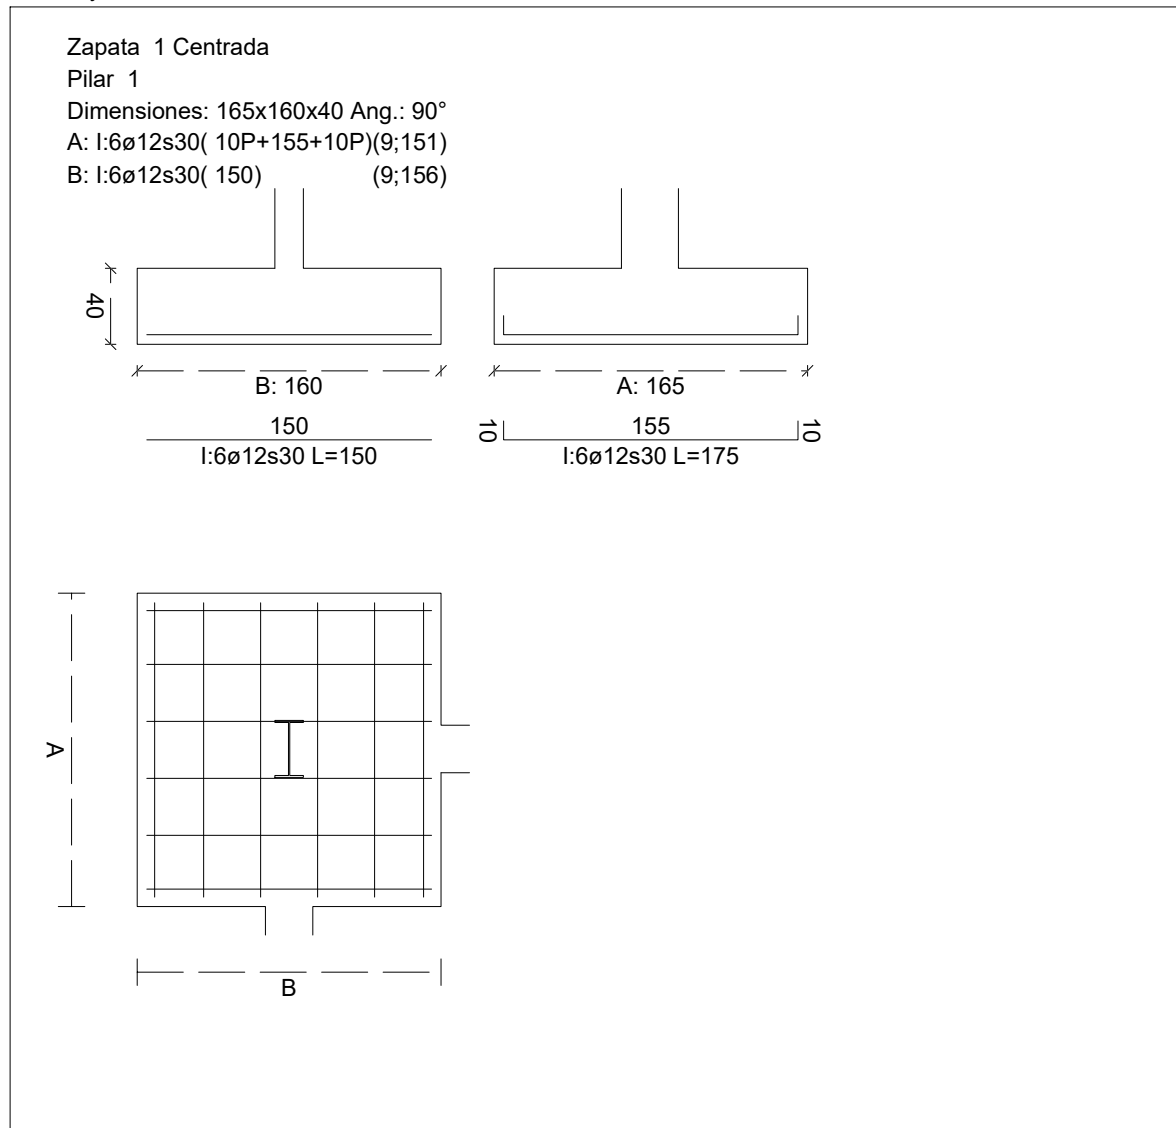 Zapata 1 Centrada
Pilar 1
Dimensiones: 165x160x40 Ang.: 90°
A: I:6ø12s30( 10P+155+10P)(9;151)
B: I:6ø12s30( 150) (9;156)
40
B: 160
A: 165
150
I:6ø12s30 L=150
10
155
10
I:6ø12s30 L=175
A
B